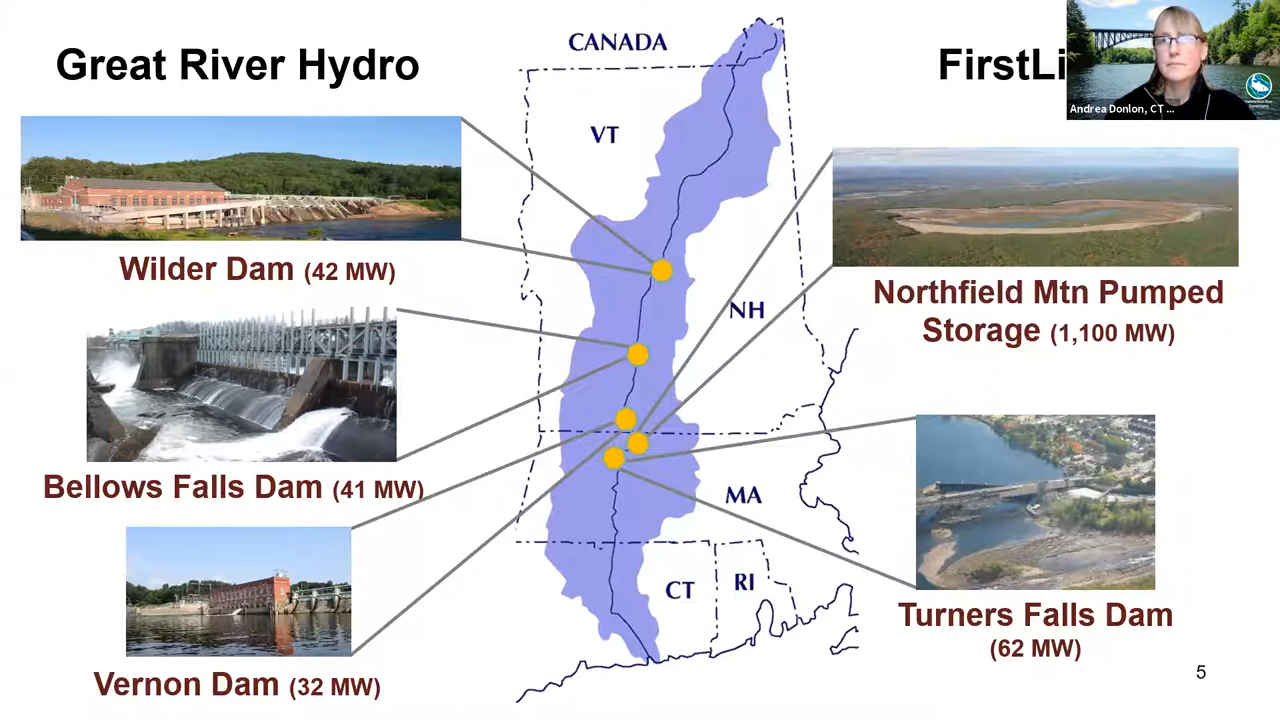 Great River Hydro
FirstLi
Andrea Donlon, CT ...
CANADA
VT
NH
MA
CT
RI
Wilder Dam (42 MW)
Bellows Falls Dam (41 MW)
Vernon Dam (32 MW)
Northfield Mtn Pumped
Storage (1,100 MW)
Turners Falls Dam
(62 MW)
5